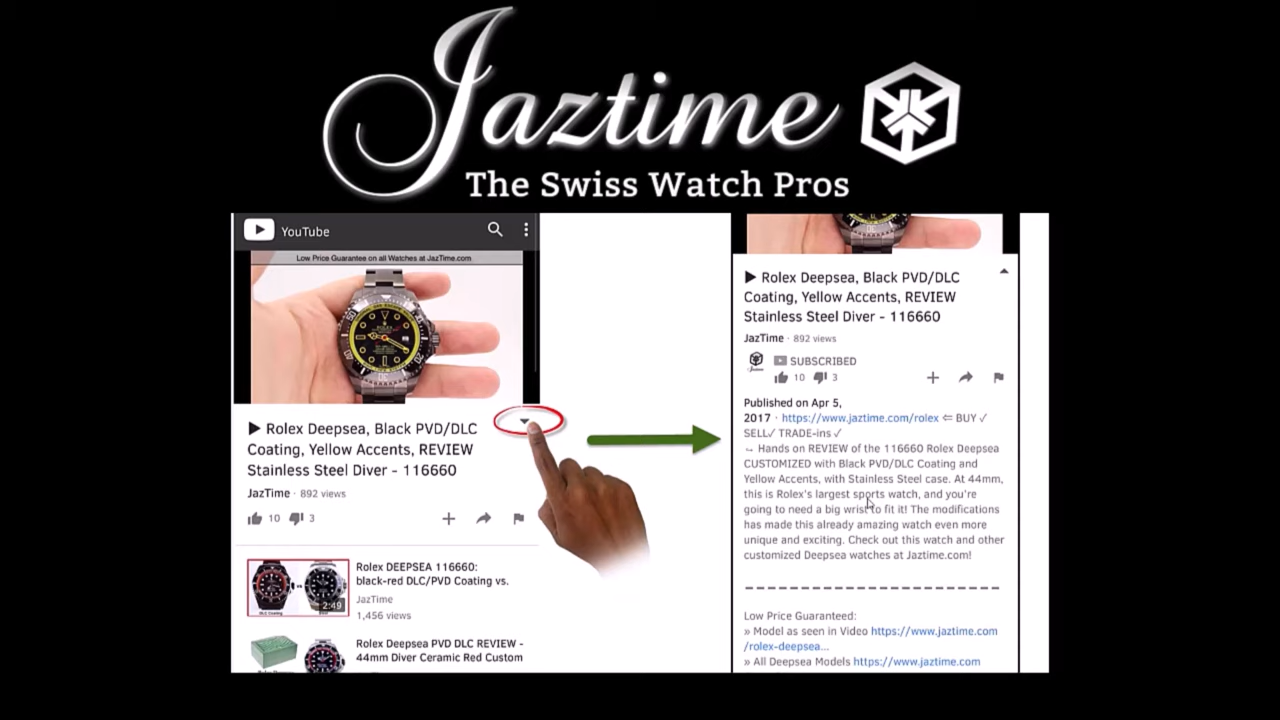 Jaztime
The Swiss Watch Pros
YouTube
Low Price Guarantee on all Watches at JazTime.com
▶ Rolex Deepsea, Black PVD/DLC
Coating, Yellow Accents, REVIEW
Stainless Steel Diver - 116660
JazTime · 892 views
10 3
Rolex DEEPSEA 116660:
black-red DLC/PVD Coating vs.
JazTime
1,456 views
2:49
DLC Coating
Rolex Deepsea PVD DLC REVIEW -
44mm Diver Ceramic Red Custom
▶ Rolex Deepsea, Black PVD/DLC
Coating, Yellow Accents, REVIEW
Stainless Steel Diver - 116660
JazTime · 892 views
SUBSCRIBED
10 3
Published on Apr 5,
2017 · https://www.jaztime.com/rolex ⇐ BUY ✓
SELL✓ TRADE-ins ✓
→ Hands on REVIEW of the 116660 Rolex Deepsea
CUSTOMIZED with Black PVD/DLC Coating and
Yellow Accents, with Stainless Steel case. At 44mm,
this is Rolex's largest sports watch, and you're
going to need a big wrist to fit it! The modifications
has made this already amazing watch even more
unique and exciting. Check out this watch and other
customized Deepsea watches at Jaztime.com!
Low Price Guaranteed:
» Model as seen in Video https://www.jaztime.com
/rolex-deepsea...
» All Deepsea Models https://www.jaztime.com